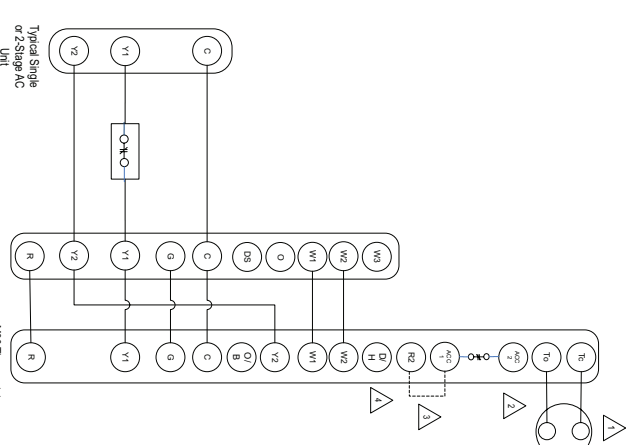 C
Y1
Y2
Typical Single
or 2-Stage AC
Unit
W3
W2
W1
O
DS
C
G
Y1
Y2
R
Tc
To
ACC
2
ACC
1
R2
D/
H
W2
W1
Y2
O/
B
C
G
Y1
R
1
2
3
4